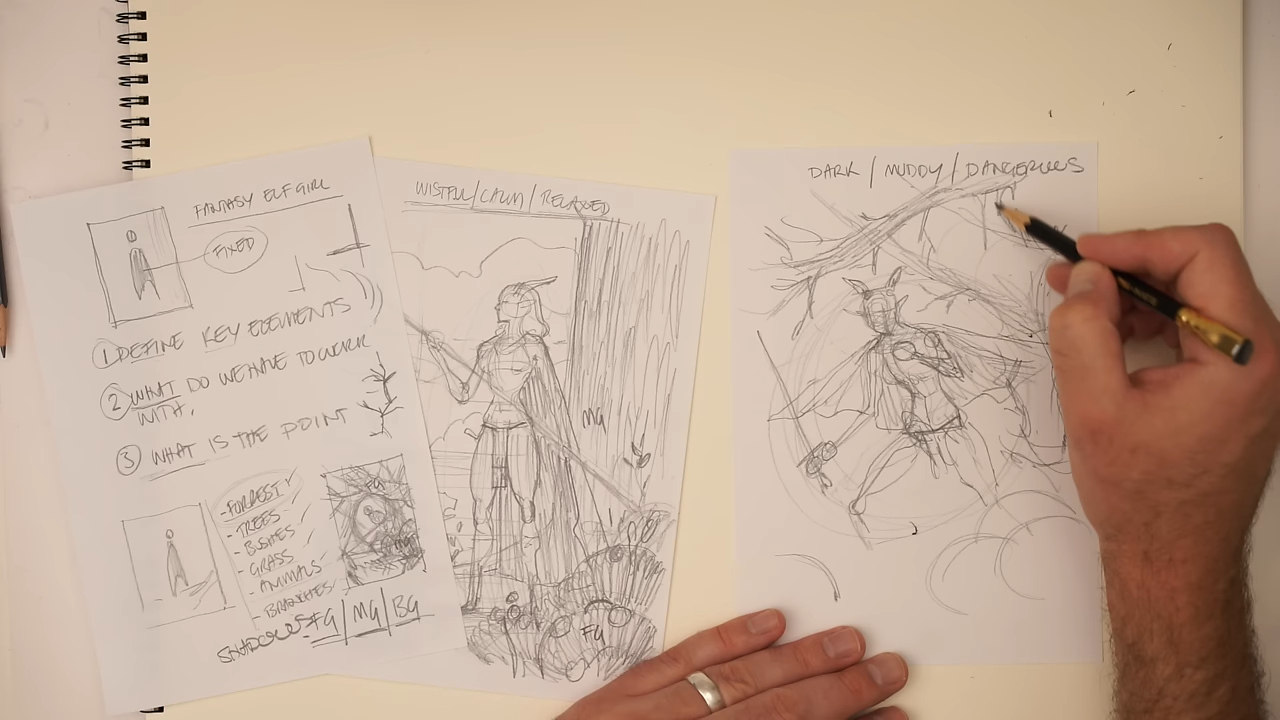 FANTASY ELF GIRL
FIXED
① DEFINE KEY ELEMENTS
② WHAT DO WE HAVE TO WORK
WITH.
③ WHAT IS THE POINT
- FORREST ✓
- TREES
- BUSHES
- GRASS
- ANIMALS
- BRANCHES
SHADOWS
FG | MG | BG
FG
MG
WISTFUL/CALM/RELAXED
MG
FG
DARK / MUDDY / DANGEROUS